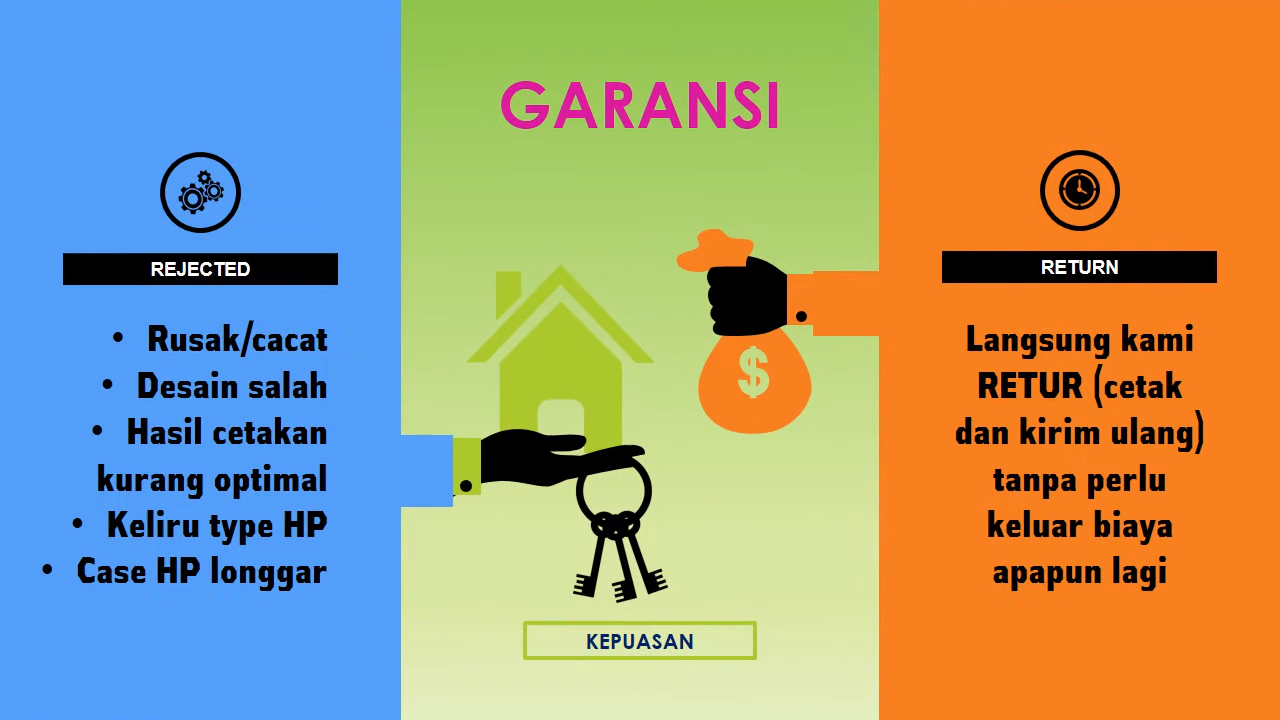 GARANSI
REJECTED
• Rusak/cacat
• Desain salah
• Hasil cetakan
kurang optimal
• Keliru type HP
• Case HP longgar
$
KEPUASAN
RETURN
Langsung kami
RETUR (cetak
dan kirim ulang)
tanpa perlu
keluar biaya
apapun lagi